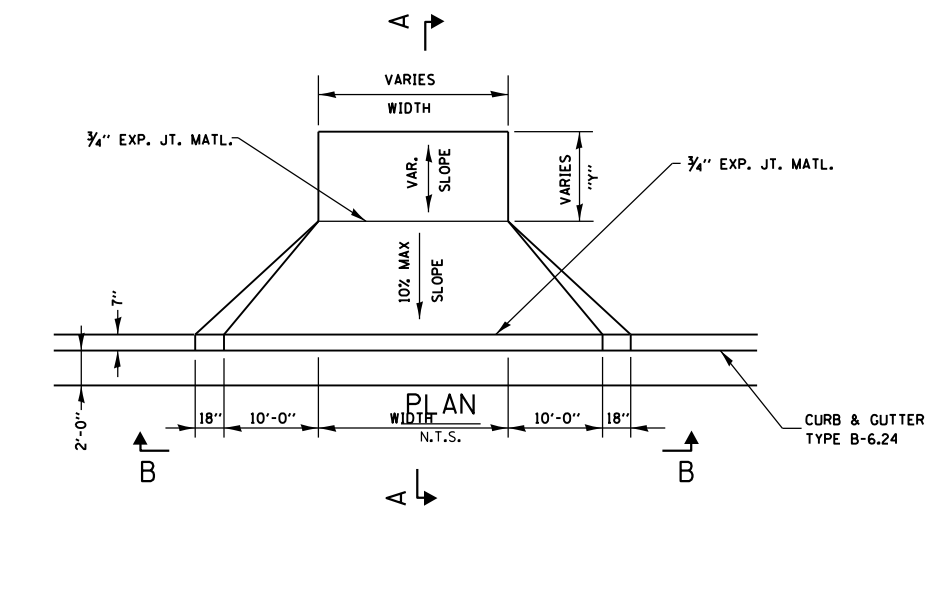 A
VARIES
WIDTH
¾" EXP. JT. MATL.
VAR.
SLOPE
VARIES
"Y"
¾" EXP. JT. MATL.
10% MAX
SLOPE
7"
2'-0"
18"
10'-0"
WIDTH
10'-0"
18"
PLAN
N.T.S.
CURB & GUTTER
TYPE B-6.24
B
B
A